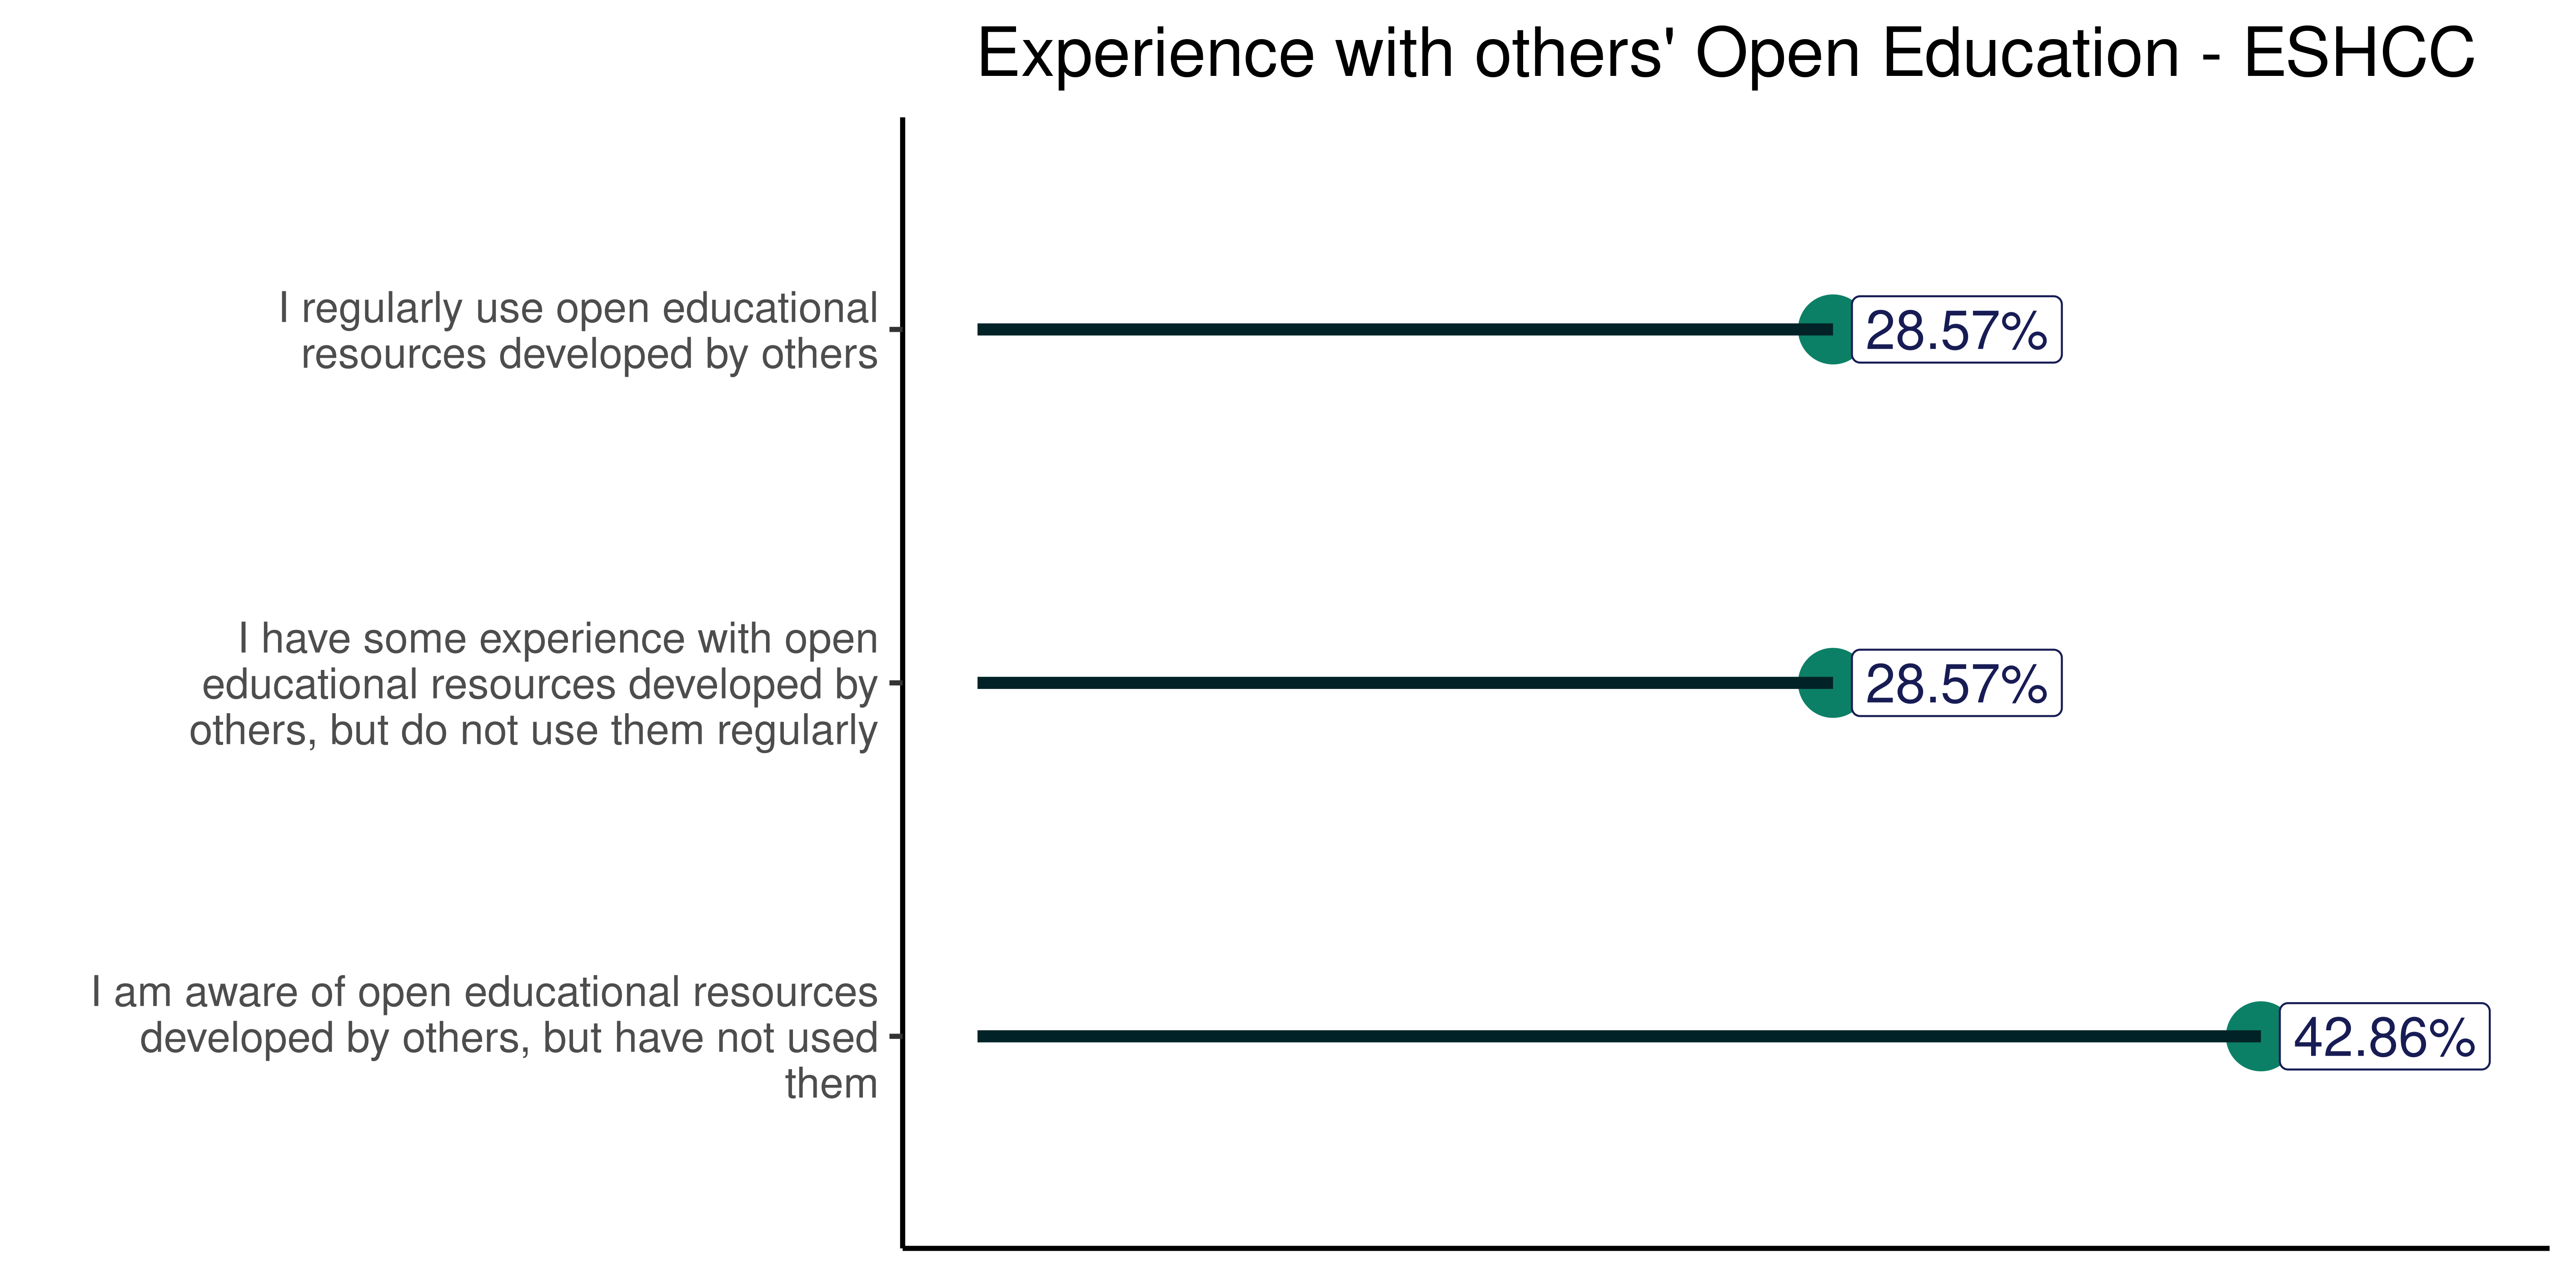 Experience with others' Open Education - ESHCC
I regularly use open educational
resources developed by others
28.57%
I have some experience with open
educational resources developed by
others, but do not use them regularly
28.57%
I am aware of open educational resources
developed by others, but have not used
them
42.86%